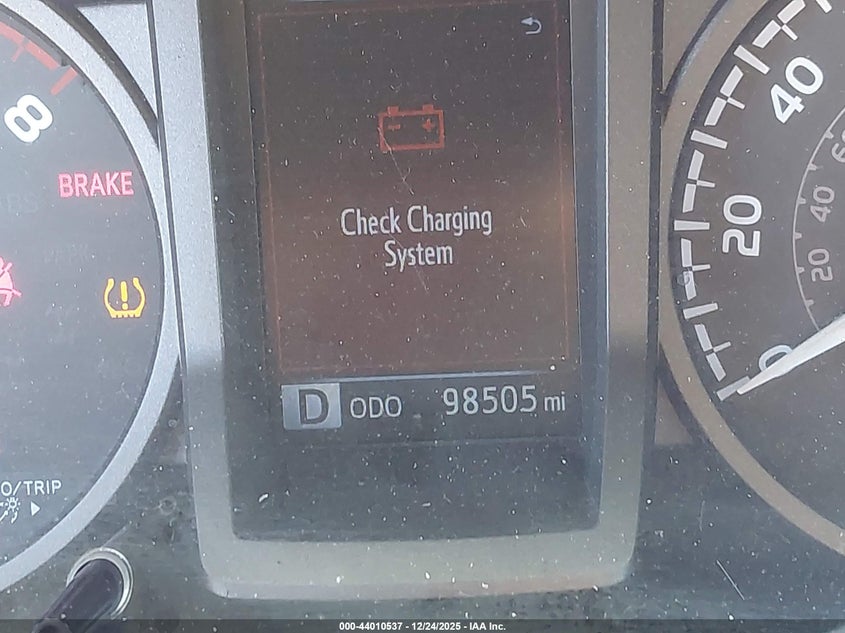 8
BRAKE
Check Charging
System
D ODO 98505 mi
O/TRIP
40
20
0
40
20
000-44010537 - 12/24/2025 - IAA Inc.